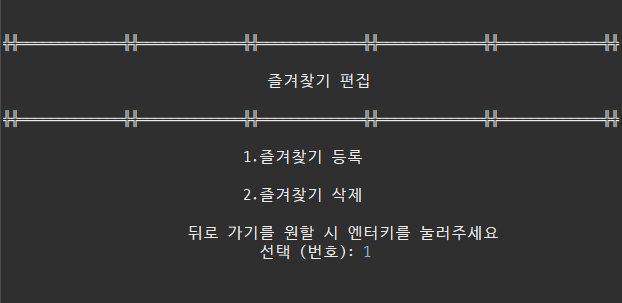 즐겨찾기 편집
1.즐겨찾기 등록
2.즐겨찾기 삭제
뒤로 가기를 원할 시 엔터키를 눌러주세요
선택 (번호): 1